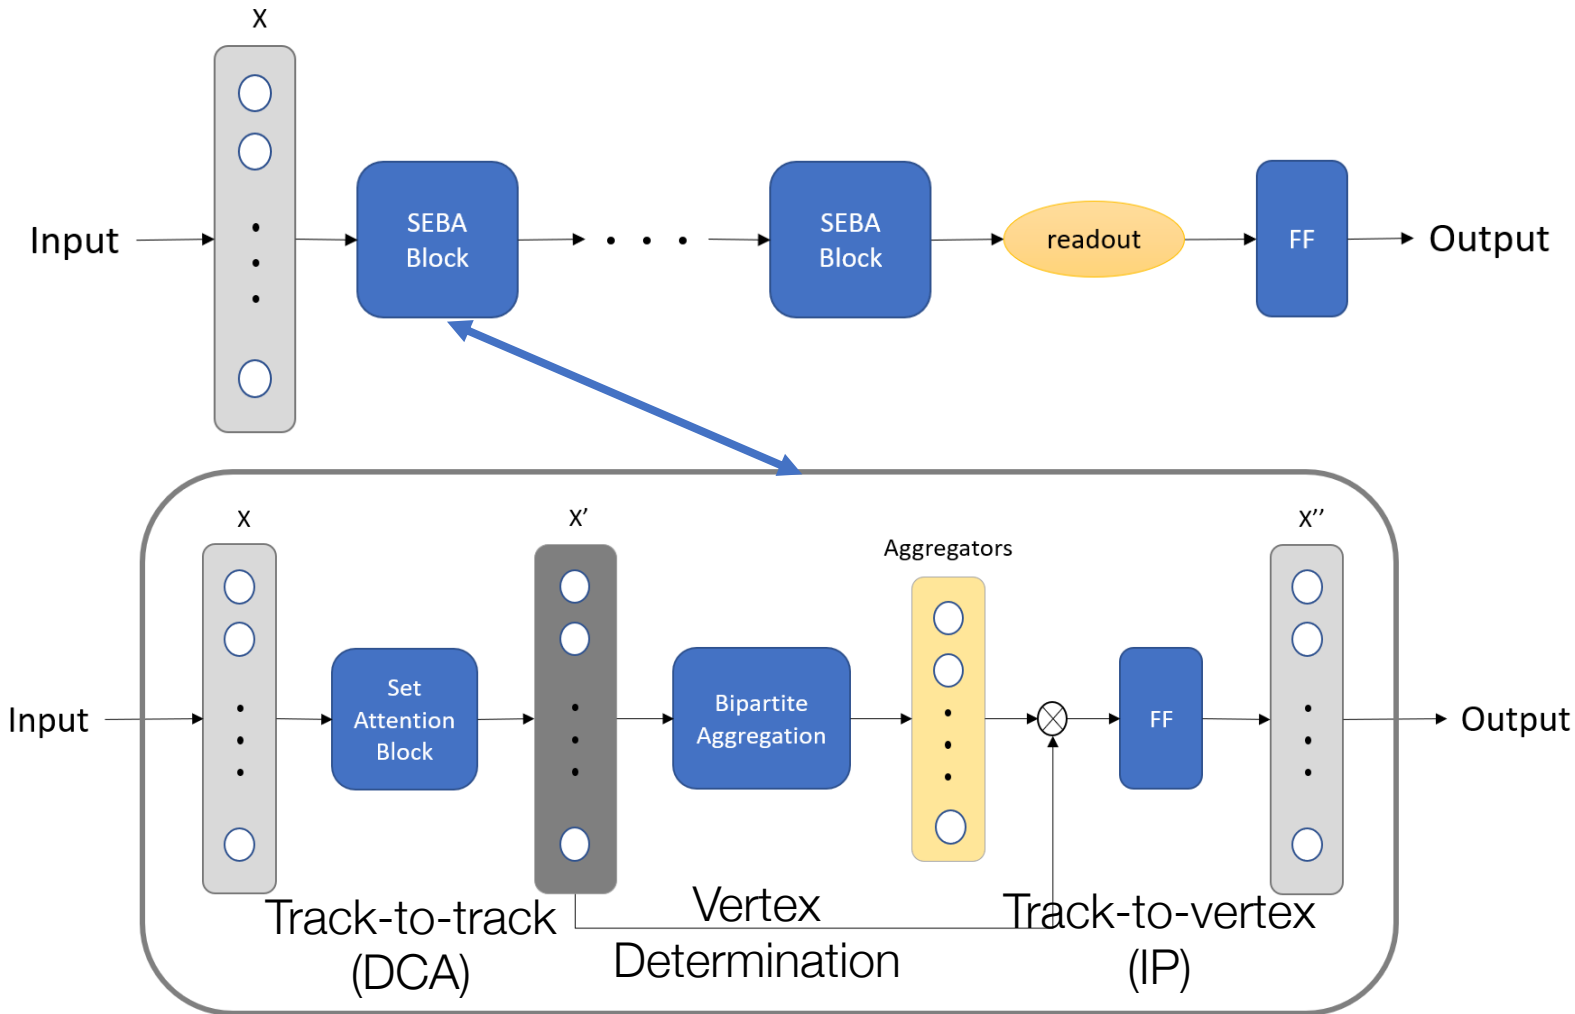 X
Input
SEBA
Block
SEBA
Block
readout
FF
Output
X
X’
Aggregators
X’’
Input
Set
Attention
Block
Bipartite
Aggregation
FF
Output
Track-to-track
(DCA)
Vertex
Determination
Track-to-vertex
(IP)